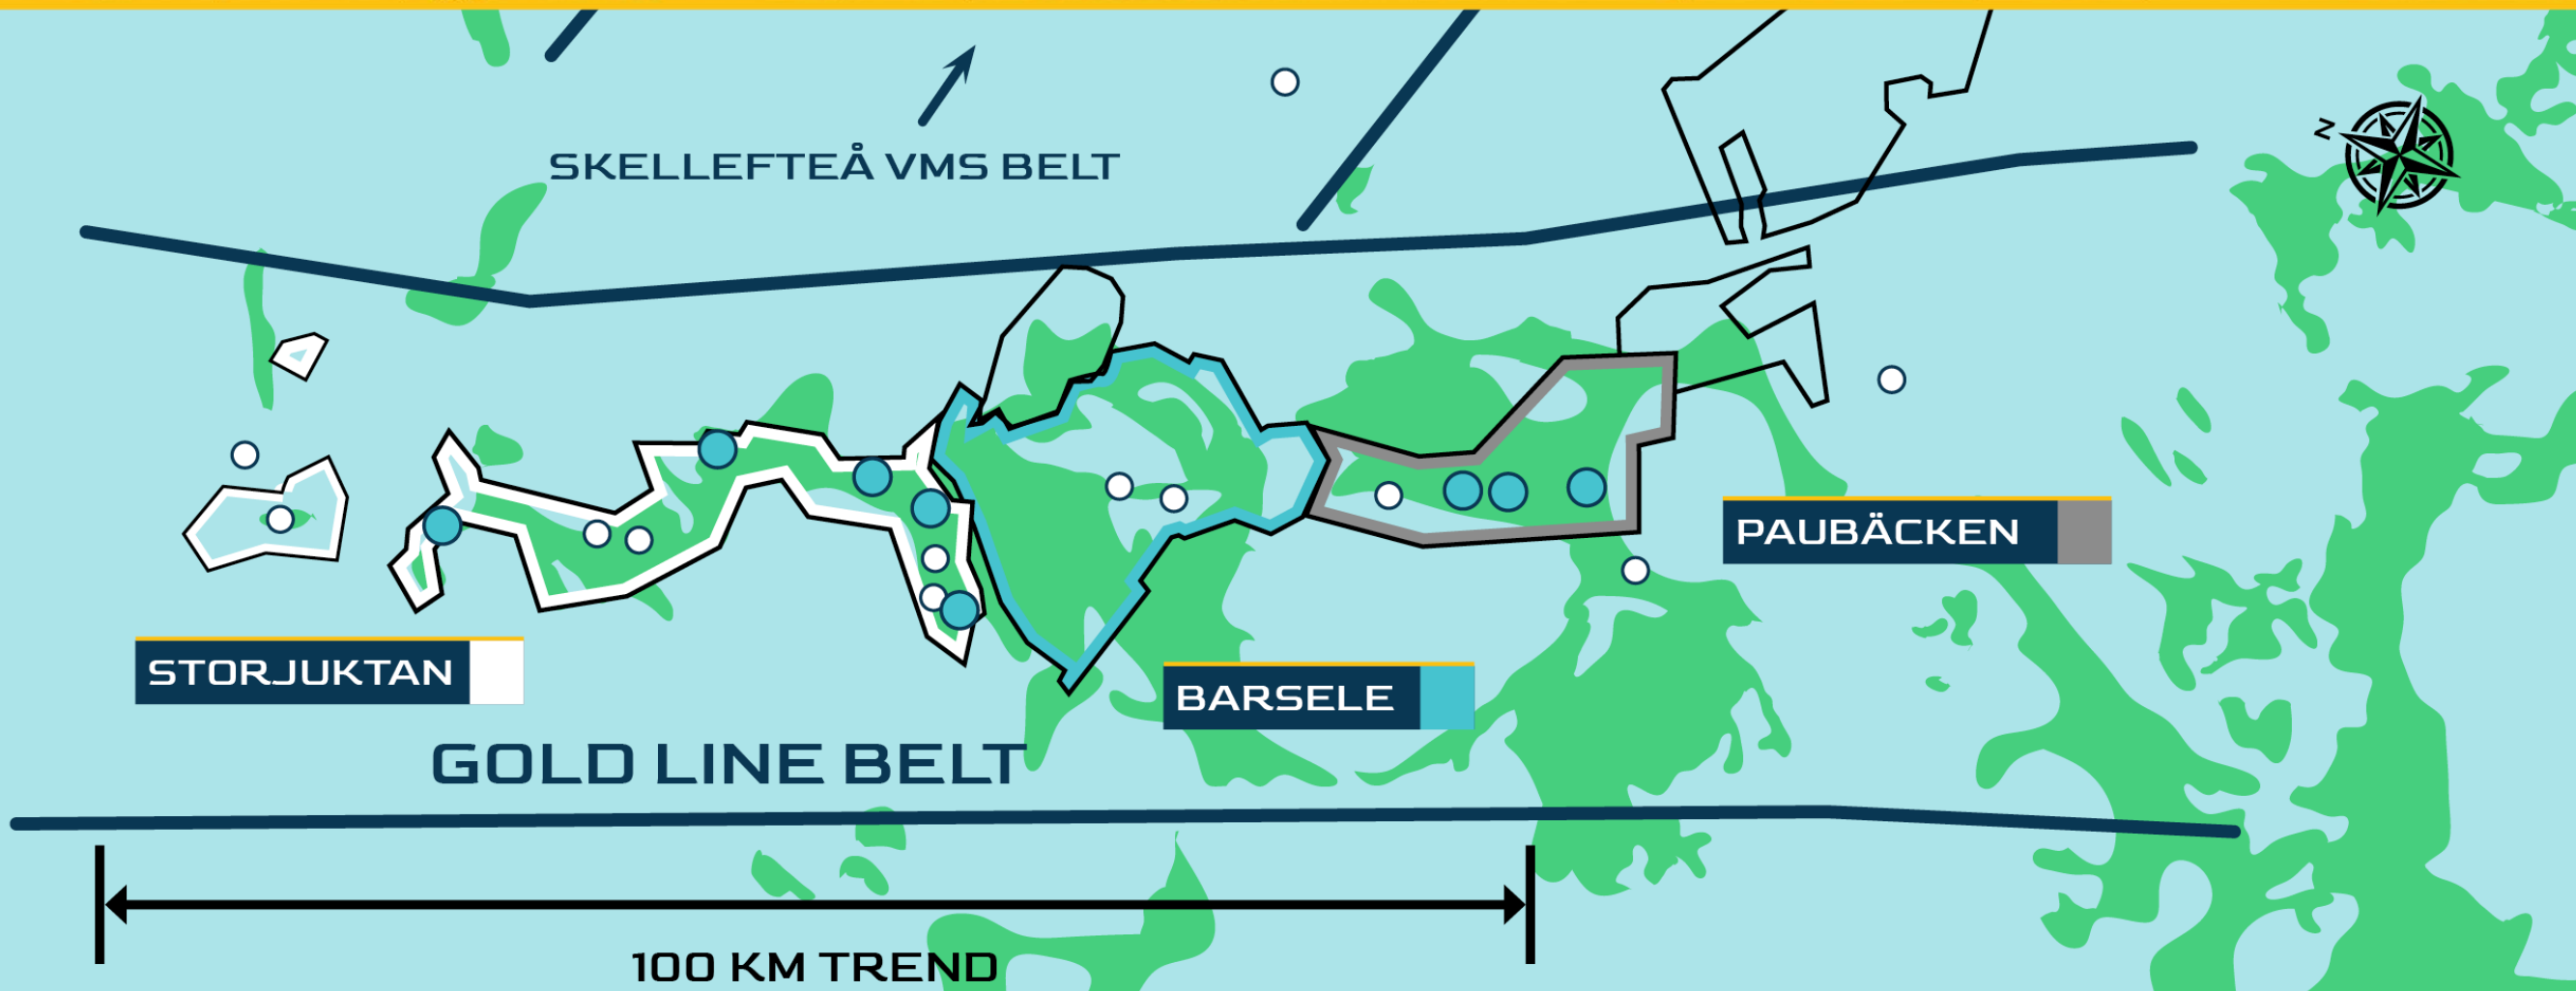 SKELLEFTEÅ VMS BELT
N
PAUBÄCKEN
STORJUKTAN
BARSELE
GOLD LINE BELT
100 KM TREND